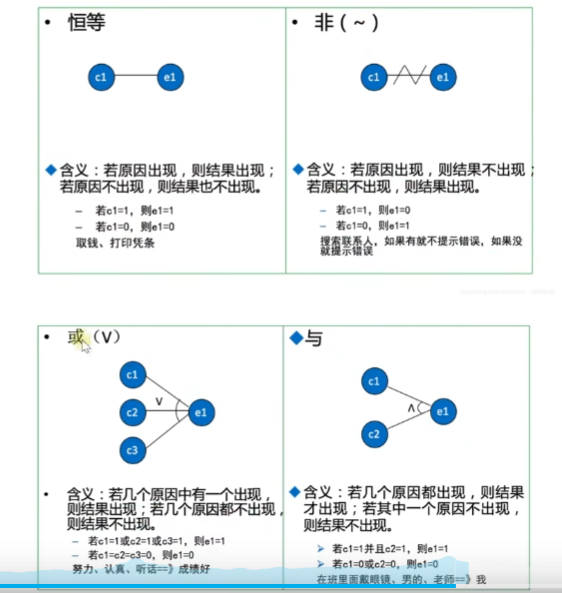 • 恒等
c1 e1
◆含义：若原因出现，则结果出现；
若原因不出现，则结果也不出现。
– 若c1=1，则e1=1
– 若c1=0，则e1=0
取钱、打印凭条
• 非（~）
c1 e1
◆含义：若原因出现，则结果不出现；
若原因不出现，则结果出现。
– 若c1=1，则e1=0
– 若c1=0，则e1=1
搜索联系人，如果有就不提示错误，如果没
就提示错误
• 或（V）
c1
c2 V e1
c3
• 含义：若几个原因中有一个出现，
则结果出现；若几个原因都不出现，
则结果不出现。
– 若c1=1或c2=1或c3=1，则e1=1
– 若c1=c2=c3=0，则e1=0
努力、认真、听话==》成绩好
◆与
c1
∧ e1
c2
◆含义：若几个原因都出现，则结果
才出现；若其中一个原因不出现，
则结果不出现。
➢ 若c1=1并且c2=1，则e1=1
➢ 若c1=0或c2=0，则e1=0
在班里面戴眼镜、男的、老师==》我